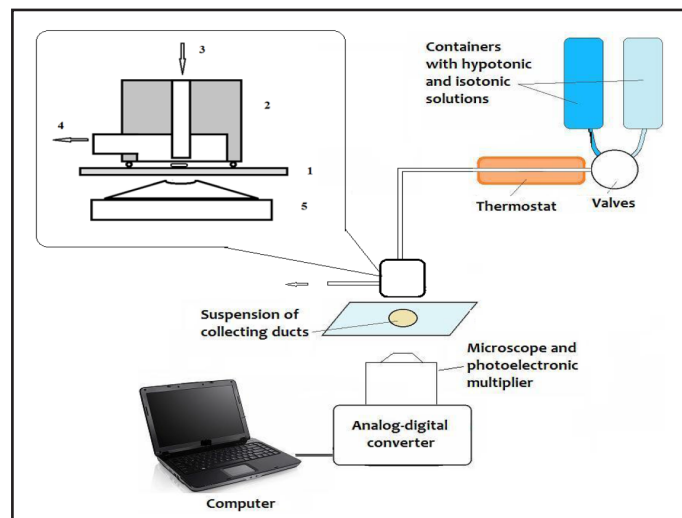 3
2
4
1
5
Containers
with hypotonic
and isotonic
solutions
Thermostat
Valves
Suspension of
collecting ducts
Microscope and
photoelectronic
multiplier
Analog-digital
converter
Computer